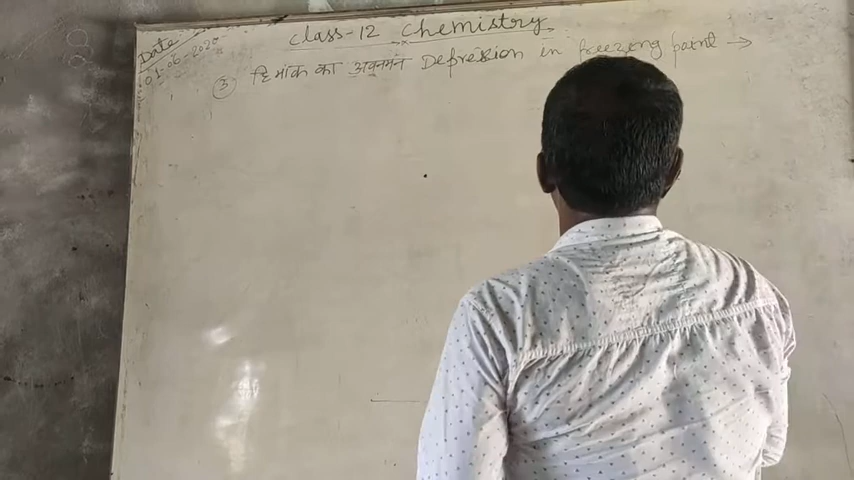 Date
01-06-2020
Class-12 Chemistry
③ हिमांक का अवनमन Depression in freezing point →